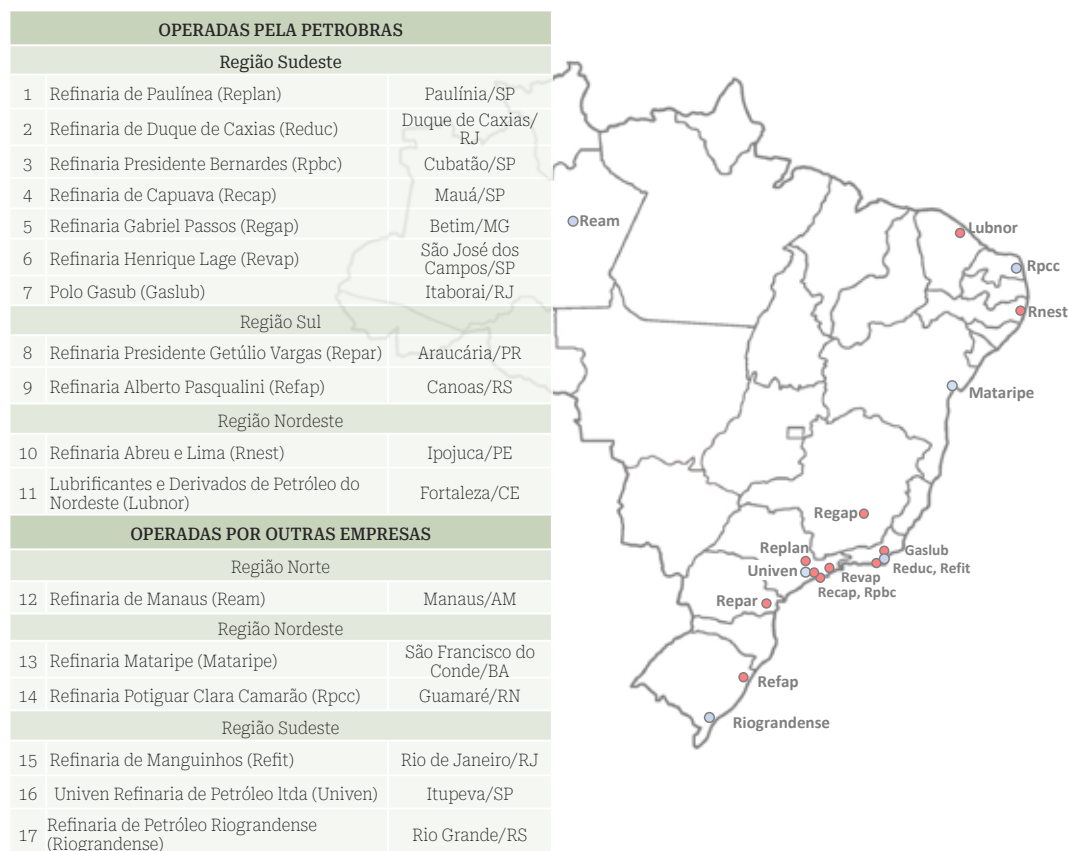 OPERADAS PELA PETROBRAS
Região Sudeste
1 Refinaria de Paulínea (Replan) Paulínia/SP
2 Refinaria de Duque de Caxias (Reduc) Duque de Caxias/
RJ
3 Refinaria Presidente Bernardes (Rpbc) Cubatão/SP
4 Refinaria de Capuava (Recap) Mauá/SP
5 Refinaria Gabriel Passos (Regap) Betim/MG
6 Refinaria Henrique Lage (Revap) São José dos
Campos/SP
7 Polo Gasub (Gaslub) Itaborai/RJ
Região Sul
8 Refinaria Presidente Getúlio Vargas (Repar) Araucária/PR
9 Refinaria Alberto Pasqualini (Refap) Canoas/RS
Região Nordeste
10 Refinaria Abreu e Lima (Rnest) Ipojuca/PE
11 Lubrificantes e Derivados de Petróleo do
Nordeste (Lubnor) Fortaleza/CE
OPERADAS POR OUTRAS EMPRESAS
Região Norte
12 Refinaria de Manaus (Ream) Manaus/AM
Região Nordeste
13 Refinaria Mataripe (Mataripe) São Francisco do
Conde/BA
14 Refinaria Potiguar Clara Camarão (Rpcc) Guamaré/RN
Região Sudeste
15 Refinaria de Manguinhos (Refit) Rio de Janeiro/RJ
16 Univen Refinaria de Petróleo ltda (Univen) Itupeva/SP
17 Refinaria de Petróleo Riograndense
(Riograndense) Rio Grande/RS
Ream
Lubnor
Rpcc
Rnest
Mataripe
Regap
Replan
Gaslub
Univen
Reduc, Refit
Revap
Recap, Rpbc
Repar
Refap
Riograndense